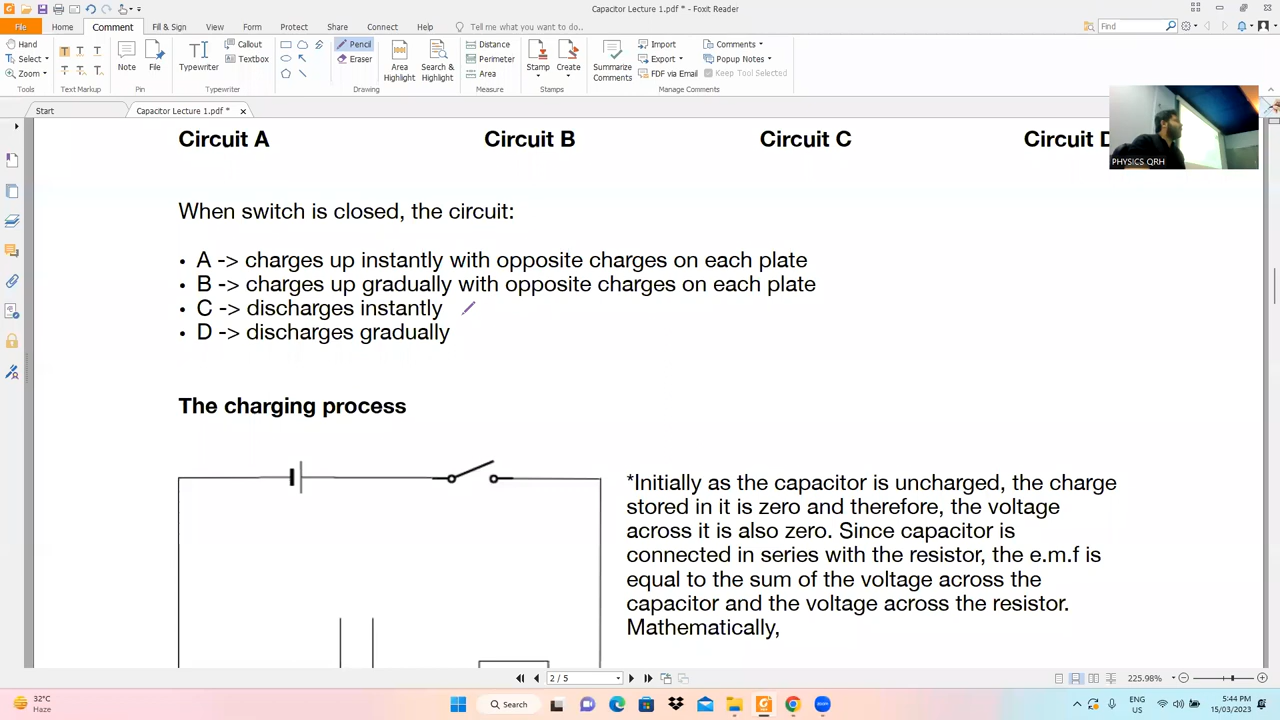 Capacitor Lecture 1.pdf * - Foxit Reader
File Home Comment Fill & Sign Form Protect Share Connect Help Tell me what you want to do.. Find
Hand Select Zoom Tools
T T T T T T Text Markup
Note File Pin
Typewriter Callout Textbox Typewriter
Pencil Eraser Drawing
Area Highlight Search & Highlight
Distance Perimeter Area Measure
Stamp Create Stamps
Summarize Comments Import Export FDF via Email Comments Popup Notes Keep Tool Selected Manage Comments
Start Capacitor Lecture 1.pdf *
Circuit A Circuit B Circuit C Circuit D
PHYSICS QRH
When switch is closed, the circuit:
• A -> charges up instantly with opposite charges on each plate
• B -> charges up gradually with opposite charges on each plate
• C -> discharges instantly
• D -> discharges gradually
The charging process
*Initially as the capacitor is uncharged, the charge
stored in it is zero and therefore, the voltage
across it is also zero. Since capacitor is
connected in series with the resistor, the e.m.f is
equal to the sum of the voltage across the
capacitor and the voltage across the resistor.
Mathematically,
2 / 5 225.98%
32°C
Haze
Search
ENG
US
5:44 PM
15/03/2023